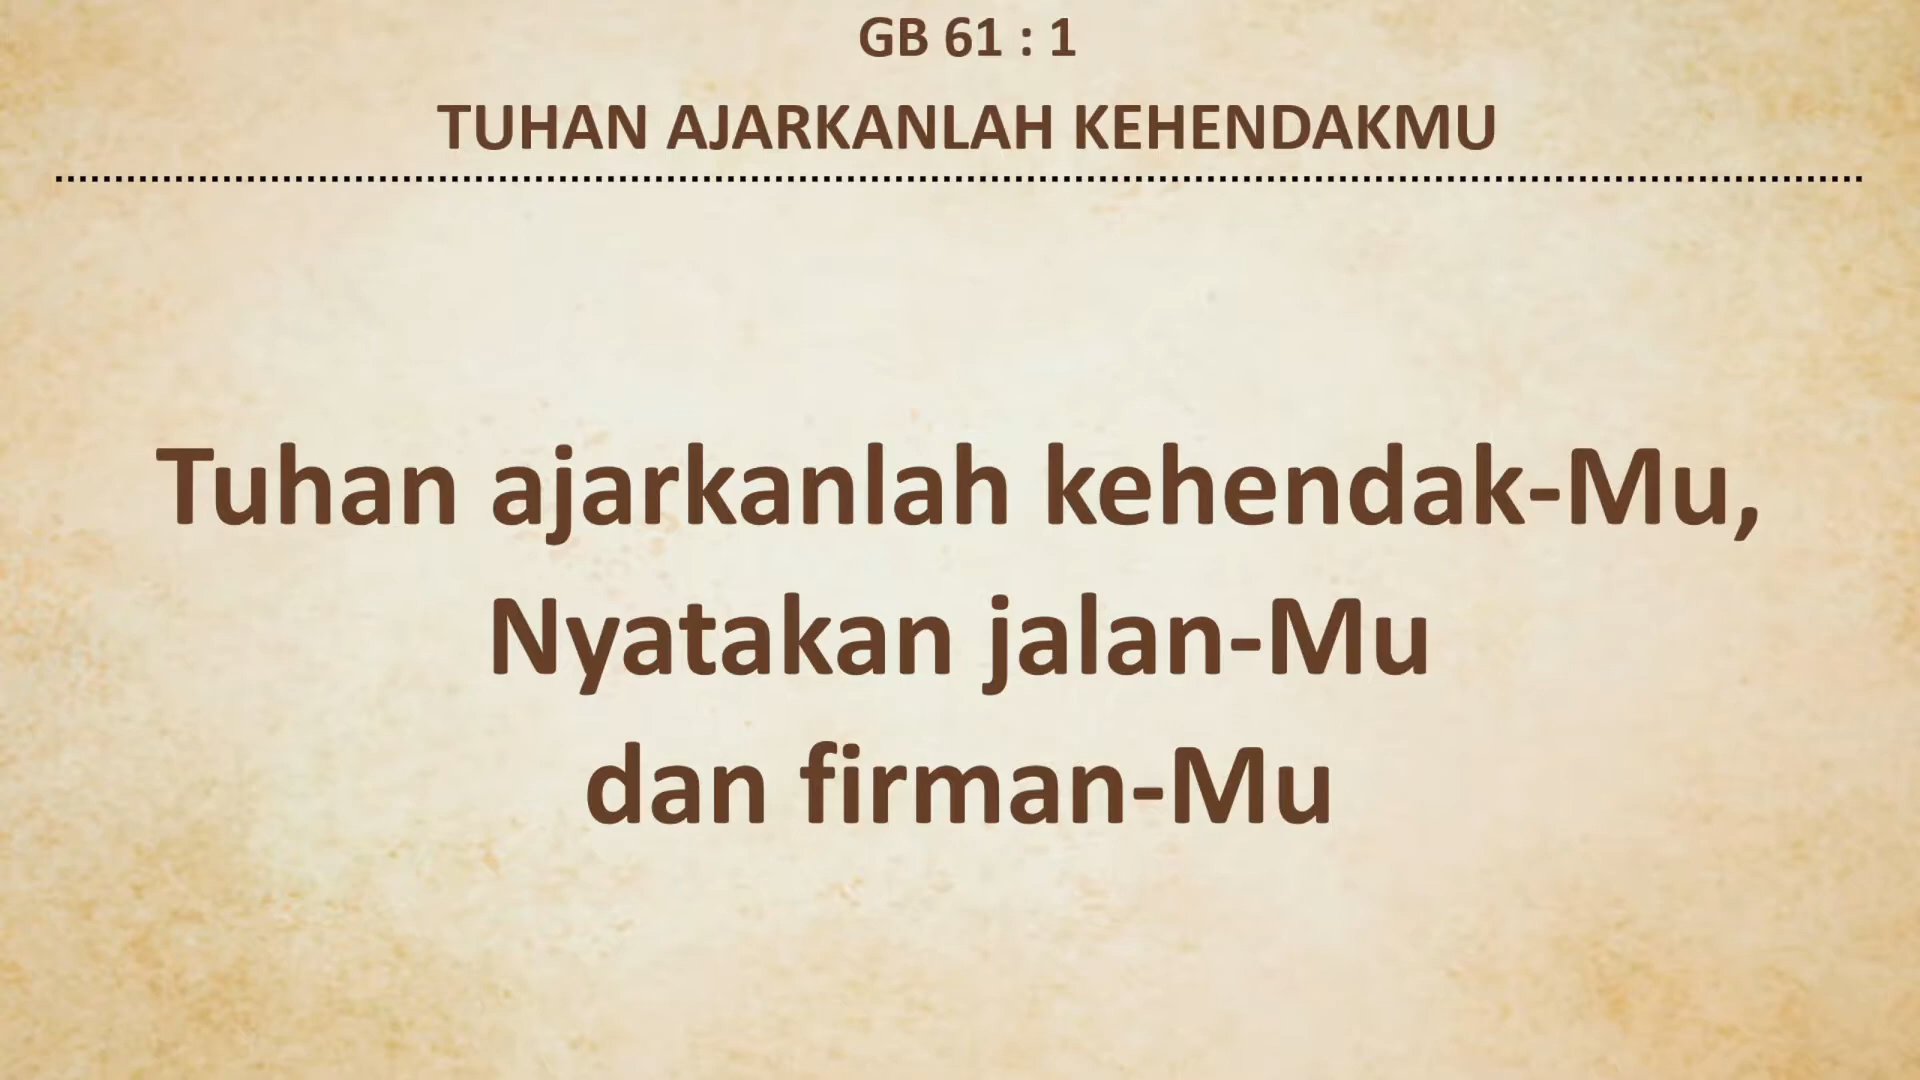 GB 61 : 1
TUHAN AJARKANLAH KEHENDAKMU
Tuhan ajarkanlah kehendak-Mu,
Nyatakan jalan-Mu
dan firman-Mu